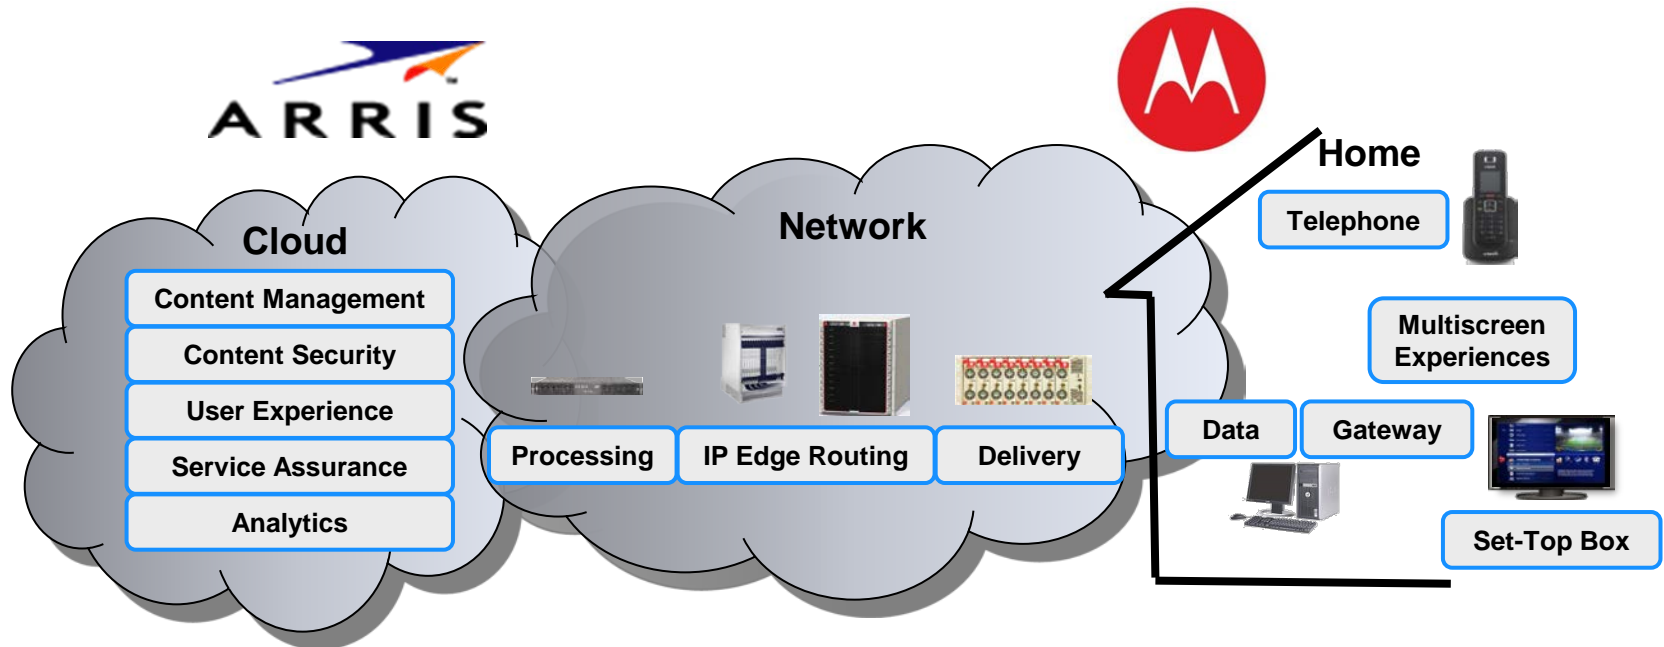 ARRIS
Home
Telephone
Network
Cloud
Content Management
Content Security
User Experience
Service Assurance
Analytics
Processing
IP Edge Routing
Delivery
Multiscreen
Experiences
Data
Gateway
Set-Top Box